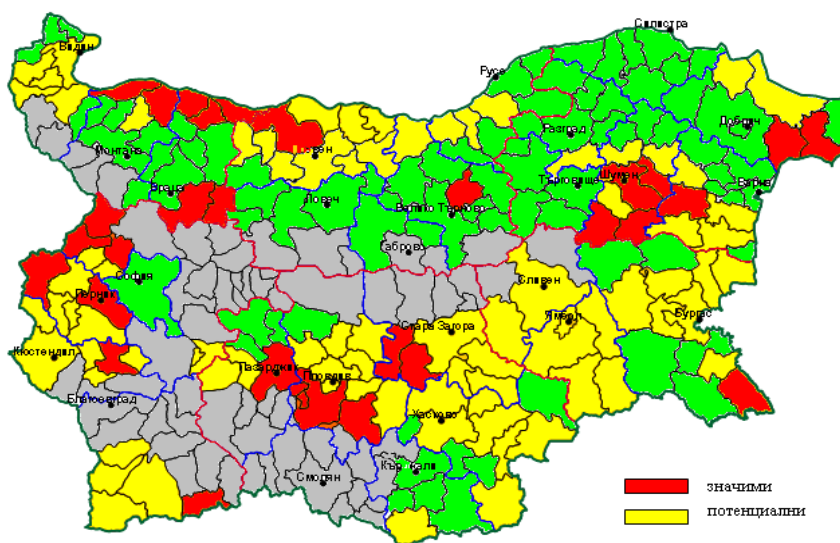 Силистра
Видин
Русе
Добрич
Разград
Монтана
Плевен
Търговище
Шумен
Варна
Враца
Ловеч
Велико Търново
Габрово
София
Сливен
Перник
Ямбол
Бургас
Стара Загора
Кюстендил
Пазарджик
Пловдив
Благоевград
Хасково
Кърджали
Смолян
значими
потенциални